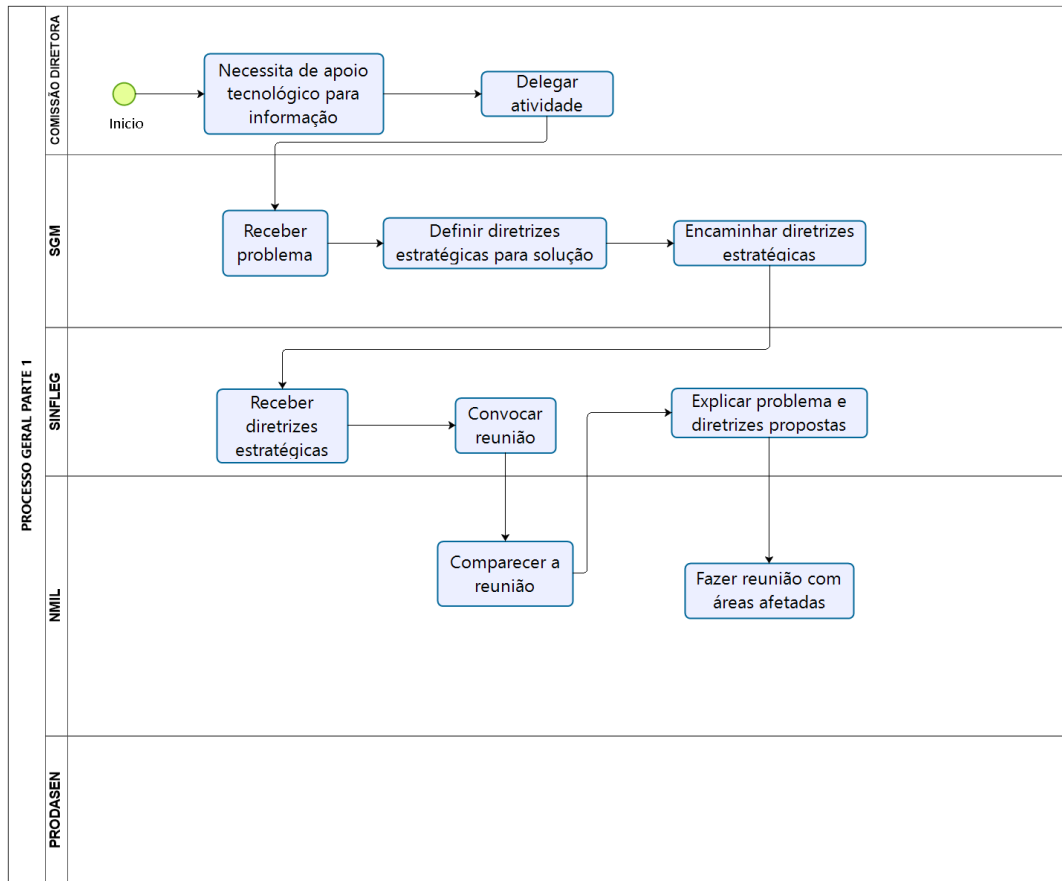 PROCESSO GERAL PARTE 1
COMISSÃO DIRETORA
Inicio
Necessita de apoio
tecnológico para
informação
Delegar
atividade
SGM
Receber
problema
Definir diretrizes
estratégicas para solução
Encaminhar diretrizes
estratégicas
SINFLEG
Receber
diretrizes
estratégicas
Convocar
reunião
Explicar problema e
diretrizes propostas
NMIL
Comparecer a
reunião
Fazer reunião com
áreas afetadas
PRODASEN